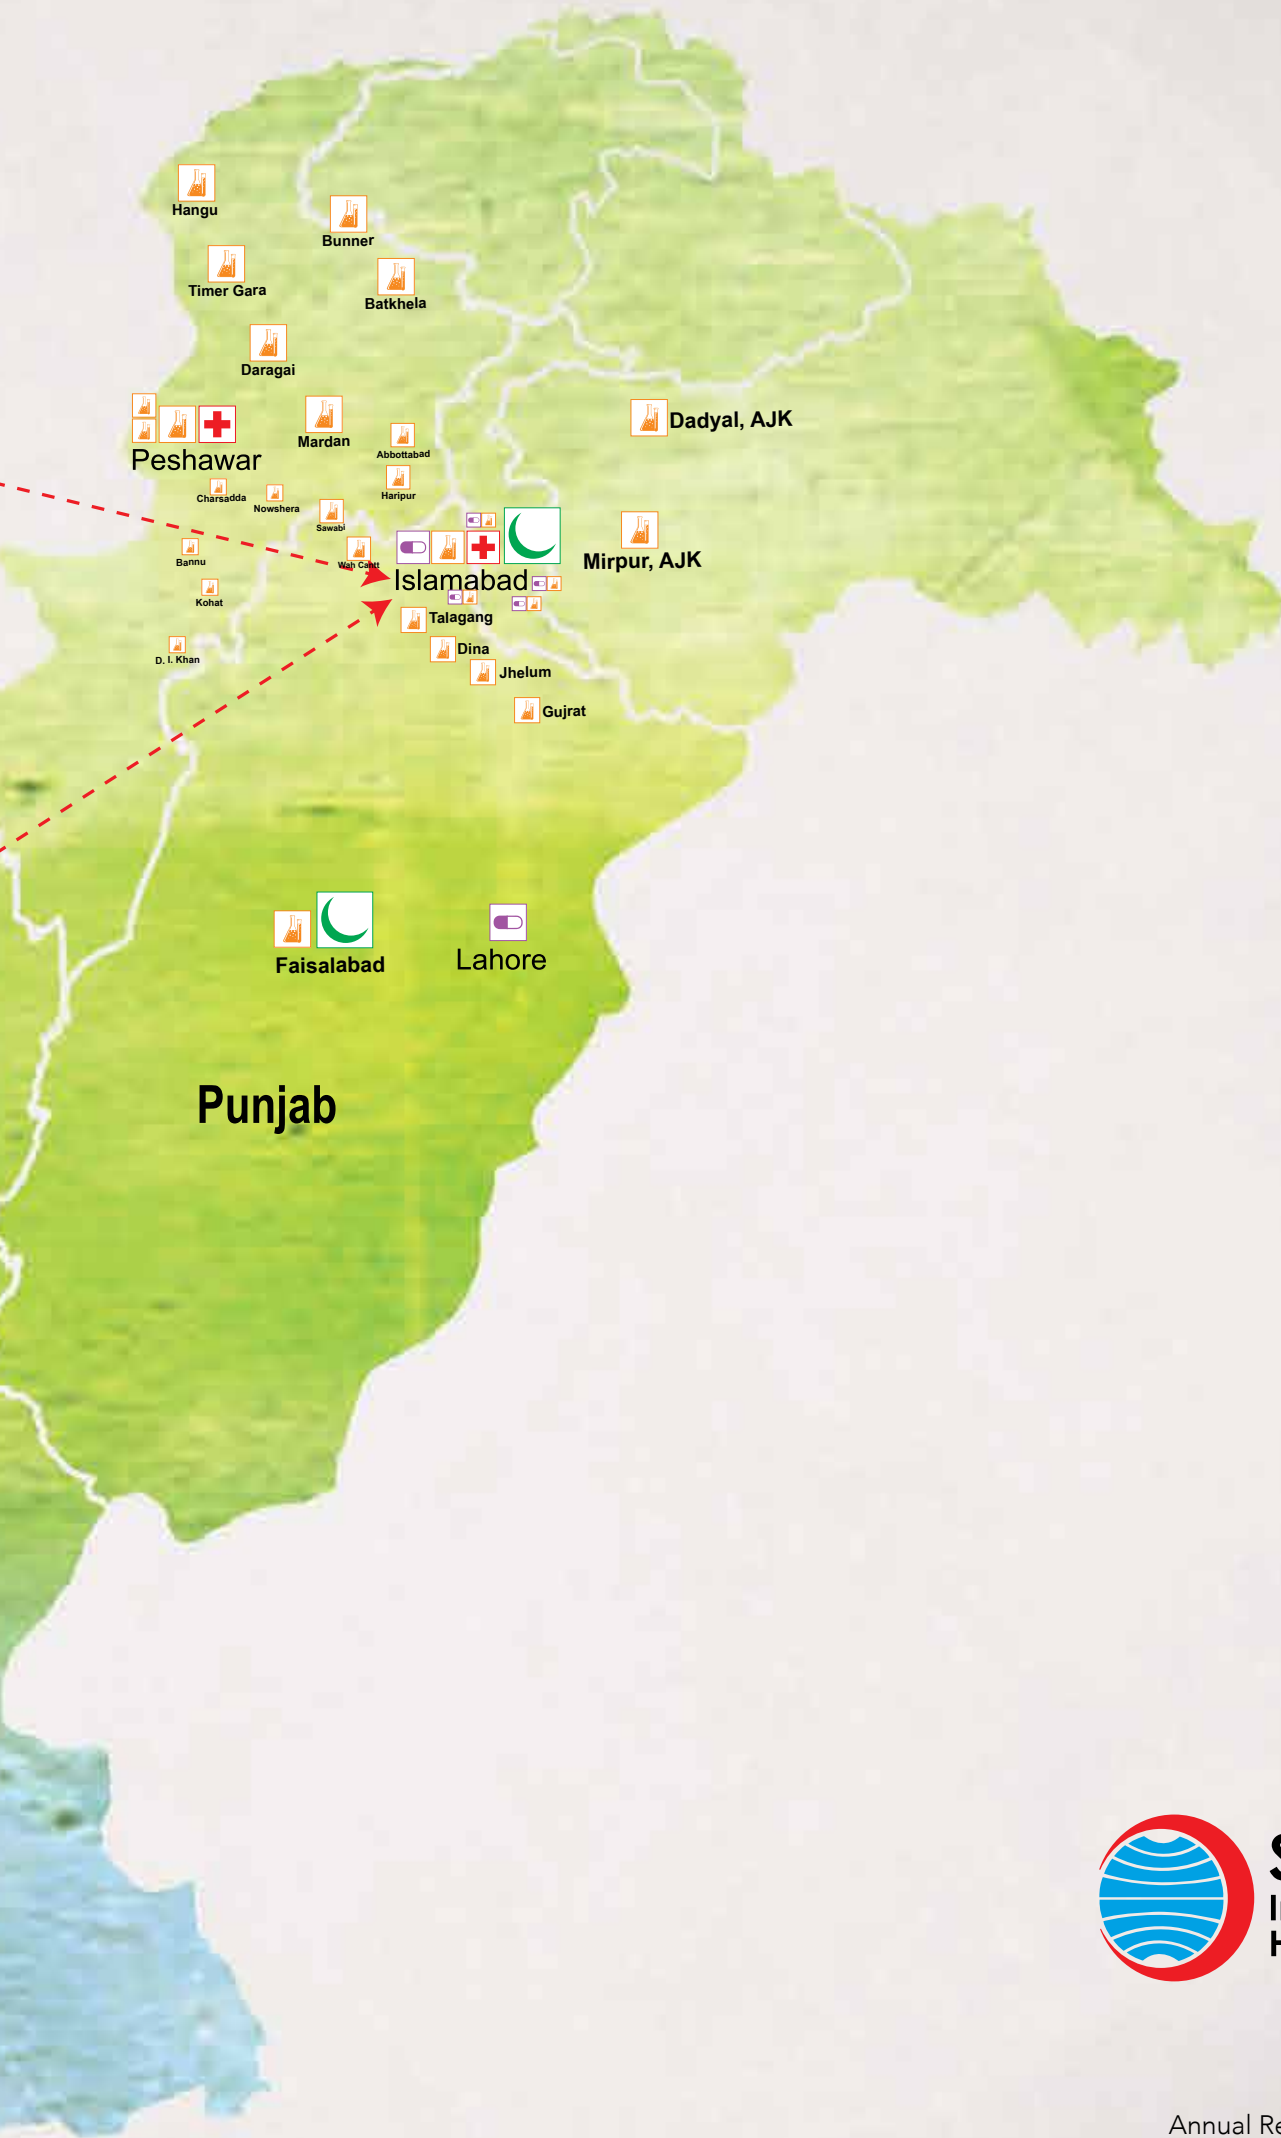 Hangu
Bunner
Timer Gara
Batkhela
Daragai
Mardan
Dadyal, AJK
Abbottabad
Peshawar
Charsadda
Haripur
Nowshera
Sawabi
Bannu
Wah Cantt
Mirpur, AJK
Islamabad
Kohat
Talagang
Dina
D. I. Khan
Jhelum
Gujrat
Faisalabad
Lahore
Punjab
Annual Re